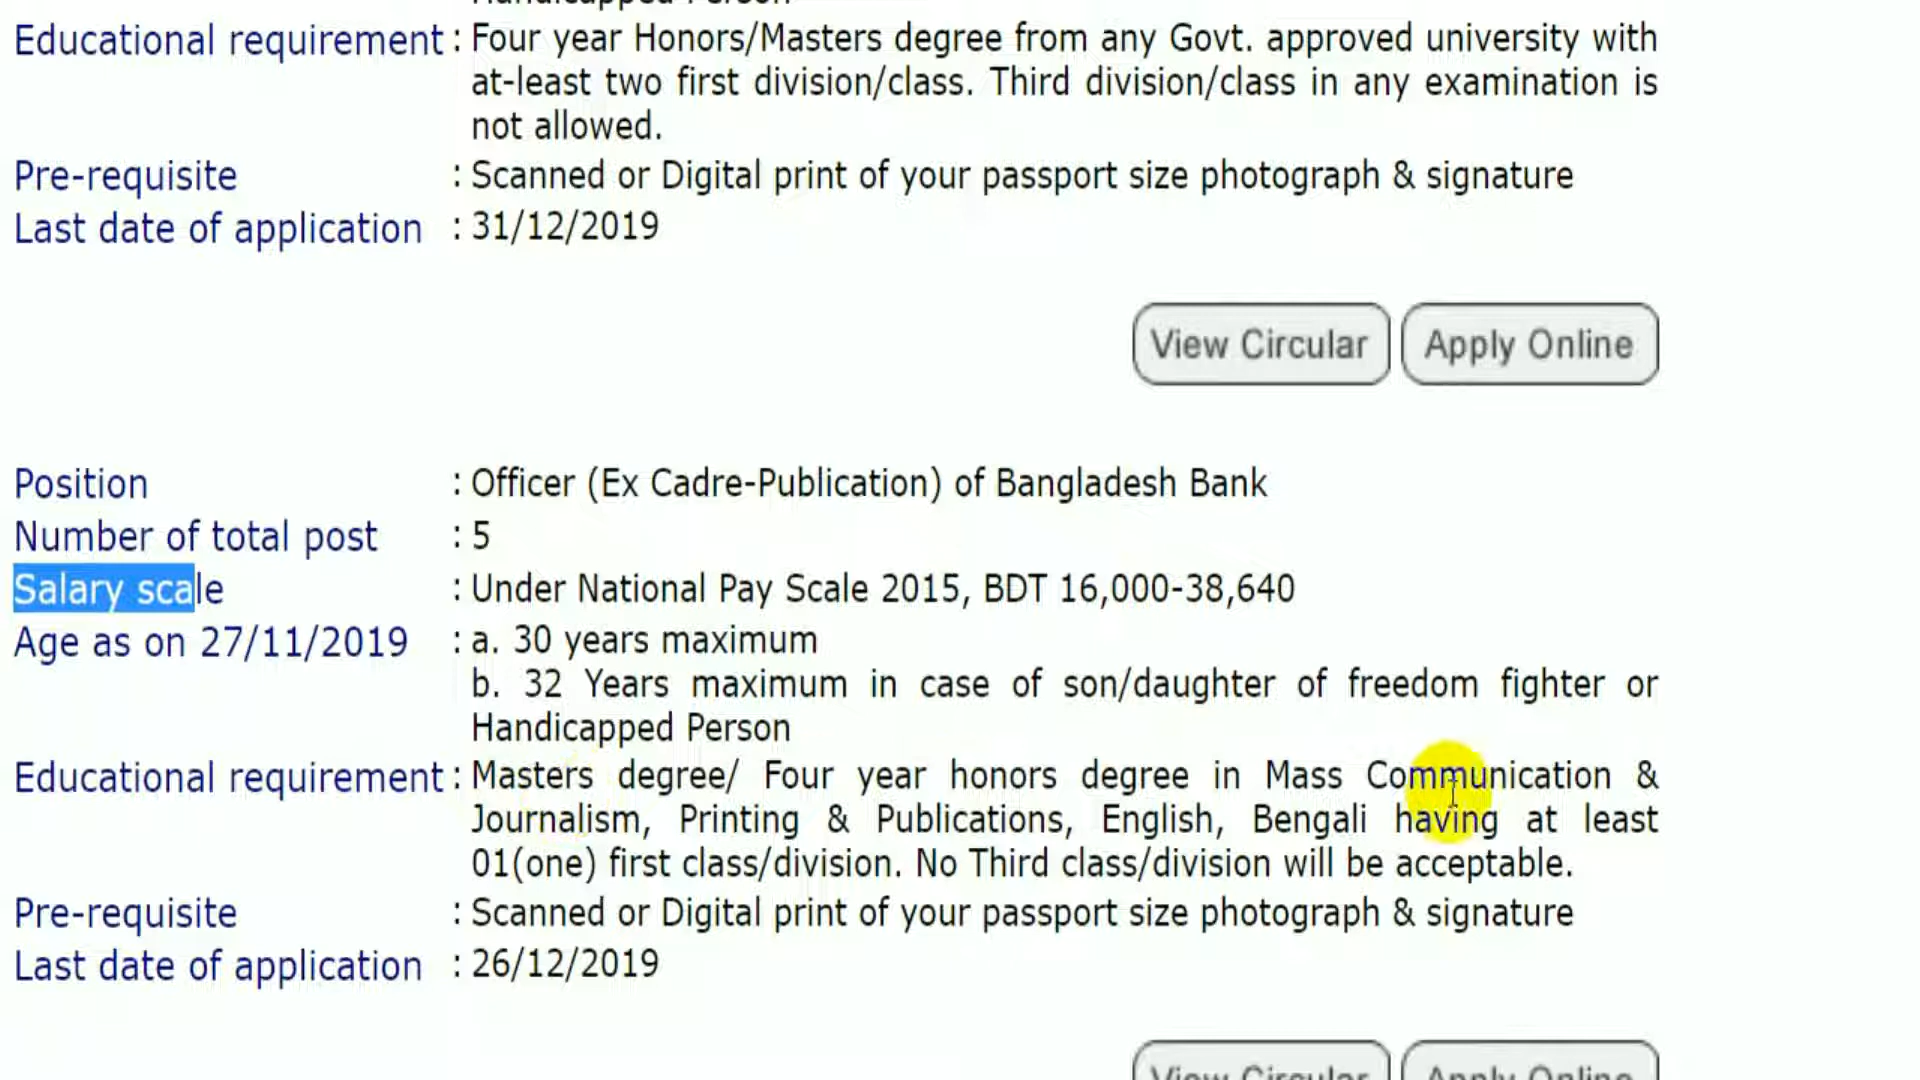 Handicapped Person
Educational requirement : Four year Honors/Masters degree from any Govt. approved university with
at-least two first division/class. Third division/class in any examination is
not allowed.
Pre-requisite : Scanned or Digital print of your passport size photograph & signature
Last date of application : 31/12/2019
View Circular Apply Online
Position : Officer (Ex Cadre-Publication) of Bangladesh Bank
Number of total post : 5
Salary scale : Under National Pay Scale 2015, BDT 16,000-38,640
Age as on 27/11/2019 : a. 30 years maximum
b. 32 Years maximum in case of son/daughter of freedom fighter or
Handicapped Person
Educational requirement : Masters degree/ Four year honors degree in Mass Communication &
Journalism, Printing & Publications, English, Bengali having at least
01(one) first class/division. No Third class/division will be acceptable.
Pre-requisite : Scanned or Digital print of your passport size photograph & signature
Last date of application : 26/12/2019
View Circular Apply Online